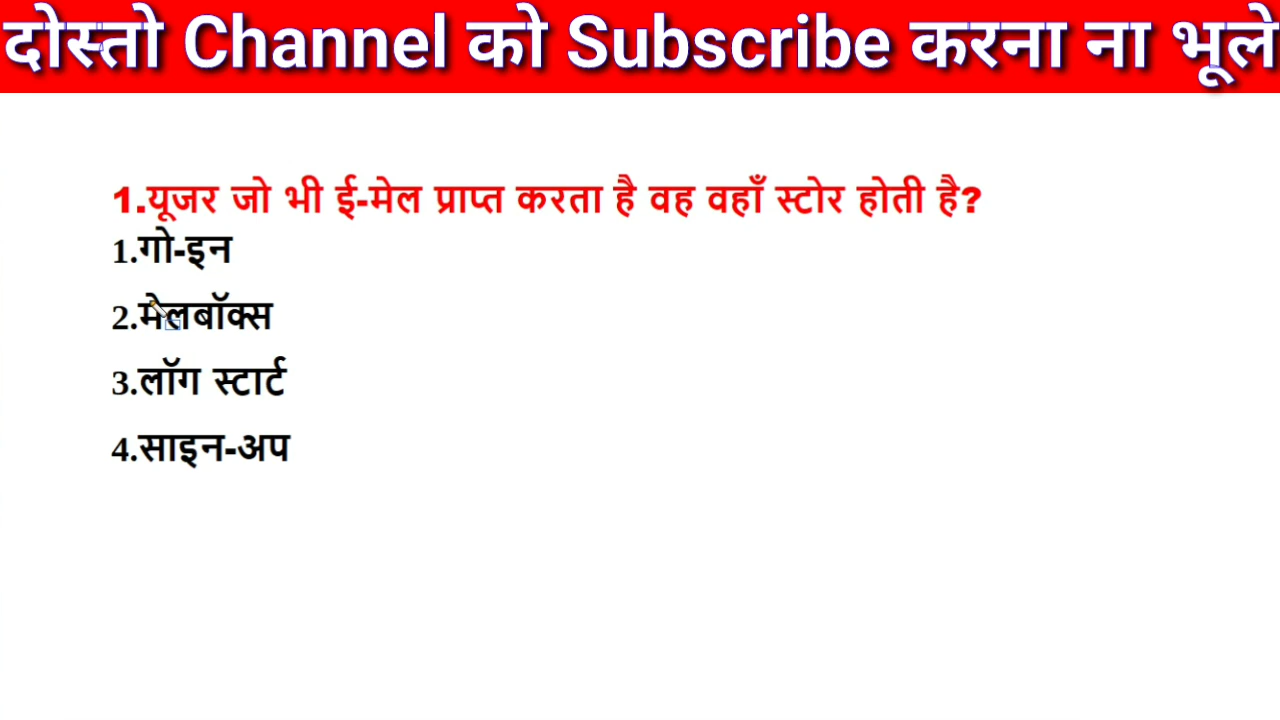 दोस्तो Channel को Subscribe करना ना भूले
1.यूजर जो भी ई-मेल प्राप्त करता है वह वहाँ स्टोर होती है?
1.गो-इन
2.मेलबॉक्स
3.लॉग स्टार्ट
4.साइन-अप